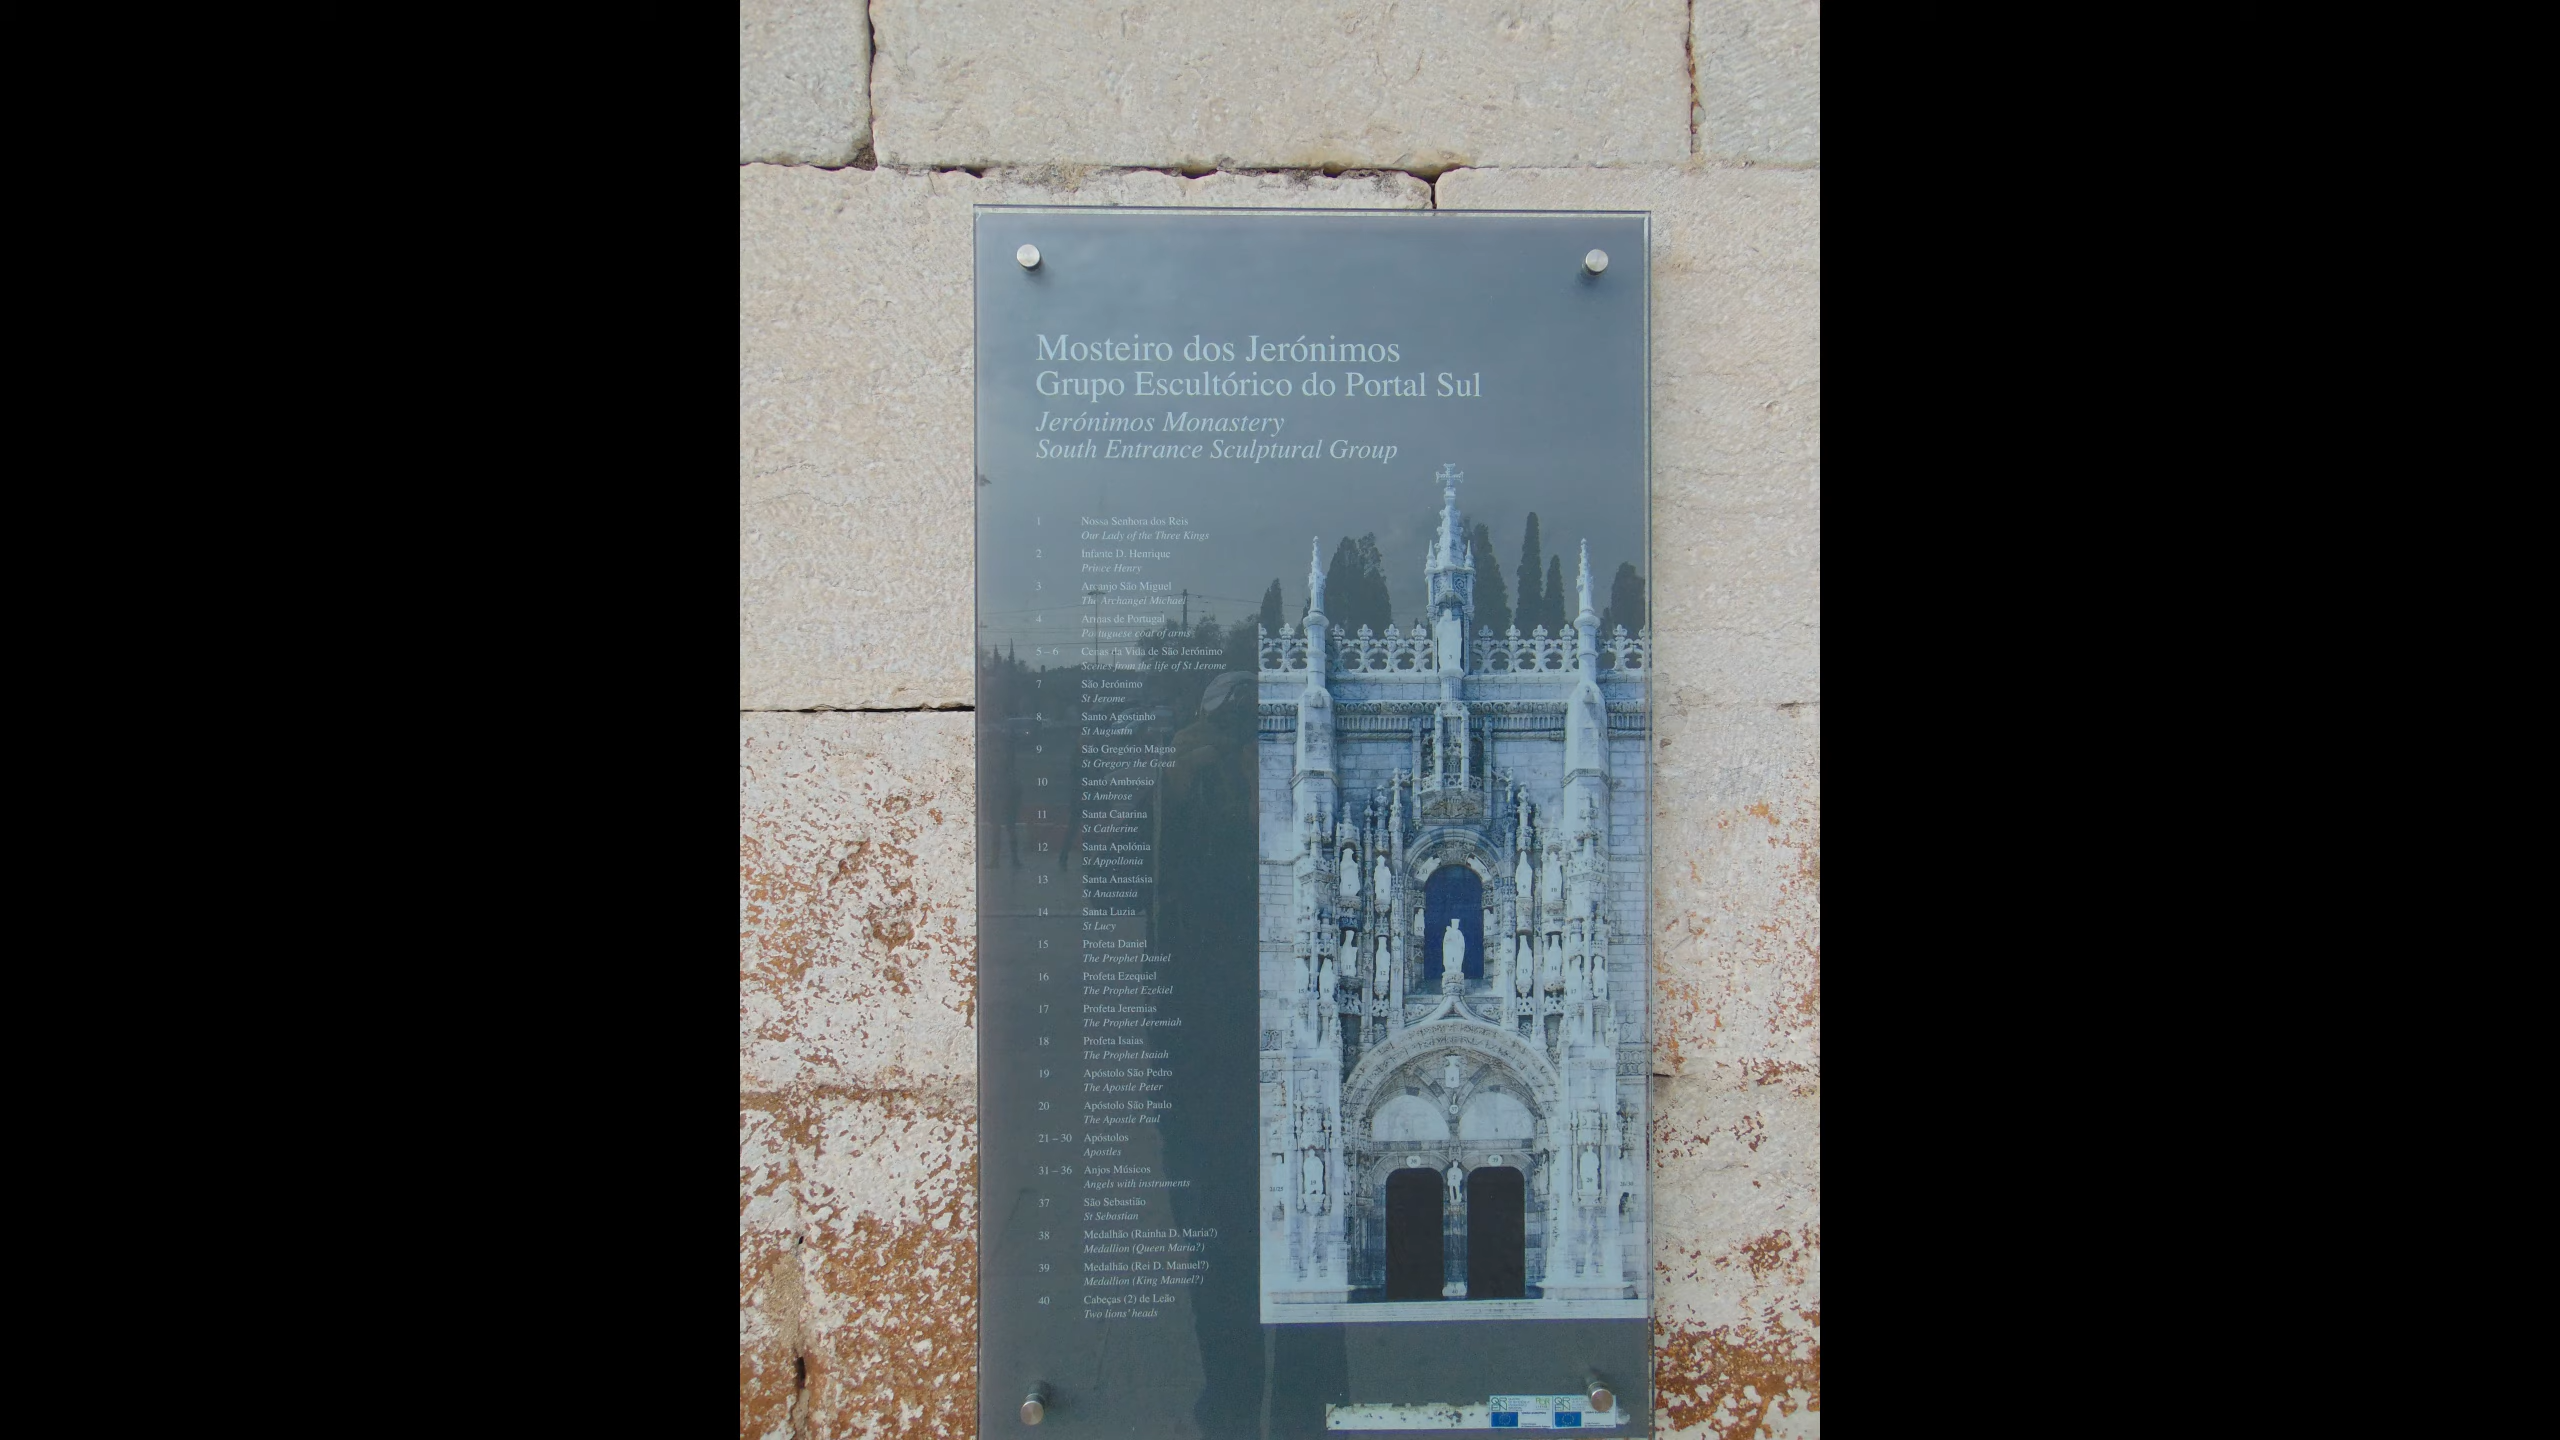 Mosteiro dos Jerónimos
Grupo Escultórico do Portal Sul
Jerónimos Monastery
South Entrance Sculptural Group
1 Nossa Senhora dos Reis
Our Lady of the Three Kings
2 Infante D. Henrique
Prince Henry
3 Arcanjo São Miguel
The Archangel Michael
4 Armas de Portugal
Portuguese coat of arms
5 – 6 Cenas da Vida de São Jerónimo
Scenes from the life of St Jerome
7 São Jerónimo
St Jerome
8 Santo Agostinho
St Augustin
9 São Gregório Magno
St Gregory the Great
10 Santo Ambrósio
St Ambrose
11 Santa Catarina
St Catherine
12 Santa Apolónia
St Appollonia
13 Santa Anastásia
St Anastasia
14 Santa Luzia
St Lucy
15 Profeta Daniel
The Prophet Daniel
16 Profeta Ezequiel
The Prophet Ezekiel
17 Profeta Jeremias
The Prophet Jeremiah
18 Profeta Isaias
The Prophet Isaiah
19 Apóstolo São Pedro
The Apostle Peter
20 Apóstolo São Paulo
The Apostle Paul
21 – 30 Apóstolos
Apostles
31 – 36 Anjos Músicos
Angels with instruments
37 São Sebastião
St Sebastian
38 Medalhão (Rainha D. Maria?)
Medallion (Queen Maria?)
39 Medalhão (Rei D. Manuel?)
Medallion (King Manuel?)
40 Cabeças (2) de Leão
Two lions' heads